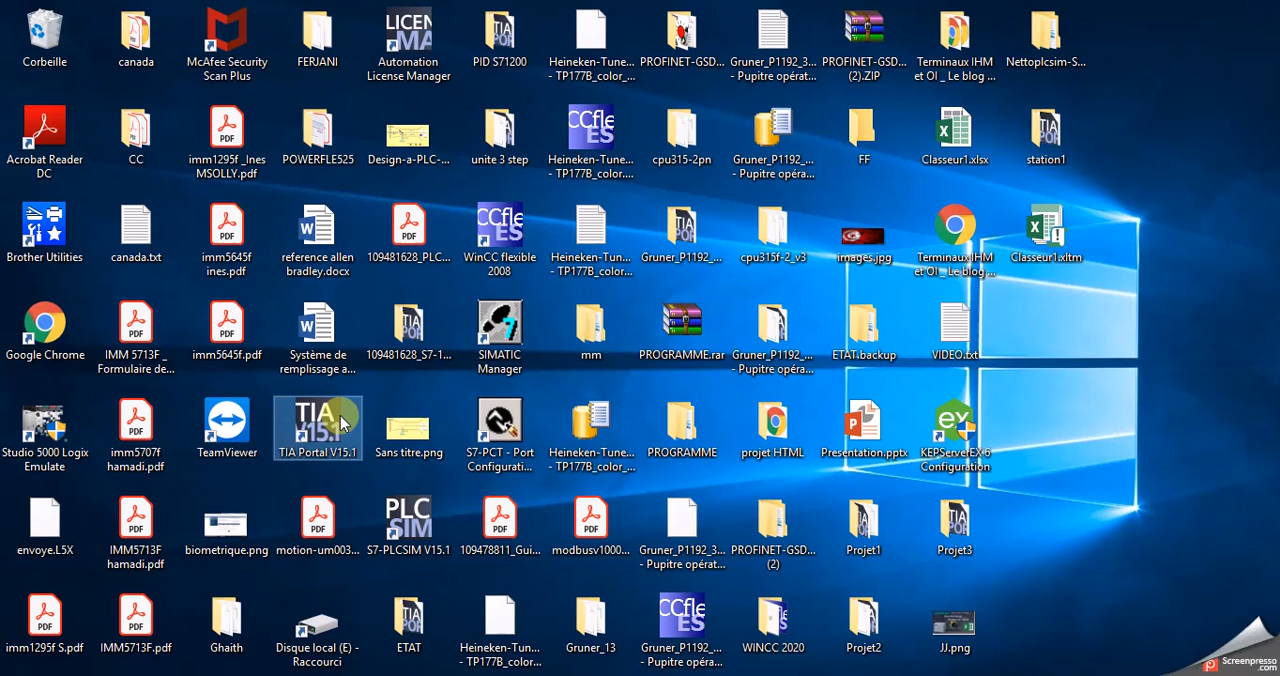 Corbeille
canada
McAfee Security
Scan Plus
FERJANI
Automation
License Manager
PID S71200
Heineken-Tune...
- TP177B_color_...
PROFINET-GSD...
Gruner_P1192_3...
- Pupitre opérat...
PROFINET-GSD...
(2).ZIP
Terminaux IHM
et OI _ Le blog ...
Nettoplcsim-S...
Acrobat Reader
DC
CC
imm1295f _Ines
MSOLLY.pdf
POWERFLE525
Design-a-PLC-...
unite 3 step
Heineken-Tune...
- TP177B_color....
cpu315-2pn
Gruner_P1192_...
- Pupitre opéra...
FF
Classeur1.xlsx
station1
Brother Utilities
canada.txt
imm5645f
ines.pdf
reference allen
bradley.docx
109481628_PLC...
WinCC flexible
2008
Heineken-Tun...
- TP177B_color...
Gruner_P1192_...
cpu315f-2_v3
images.jpg
Terminaux IHM
et OI _ Le blog ...
Classeur1.xltm
Google Chrome
IMM 5713F _
Formulaire de...
imm5645f.pdf
Système de
remplissage a...
109481628_S7-1...
SIMATIC
Manager
mm
PROGRAMME.rar
Gruner_P1192_...
- Pupitre opéra...
ETAT.backup
VIDEO.txt
Studio 5000 Logix
Emulate
imm5707f
hamadi.pdf
TeamViewer
TIA Portal V15.1
Sans titre.png
S7-PCT - Port
Configurati...
Heineken-Tune...
- TP177B_color_...
PROGRAMME
projet HTML
Presentation.pptx
KEPServerEX 6
Configuration
envoye.L5X
IMM5713F
hamadi.pdf
biometrique.png
motion-um003...
S7-PLCSIM V15.1
109478811_Gui...
modbusv1000...
Gruner_P1192_3...
- Pupitre opérat...
PROFINET-GSD...
(2)
Projet1
Projet3
imm1295f S.pdf
IMM5713F.pdf
Ghaith
Disque local (E) -
Raccourci
ETAT
Heineken-Tun...
- TP177B_color...
Gruner_13
Gruner_P1192_...
- Pupitre opéra...
WINCC 2020
Projet2
JJ.png
Screenpresso
.com